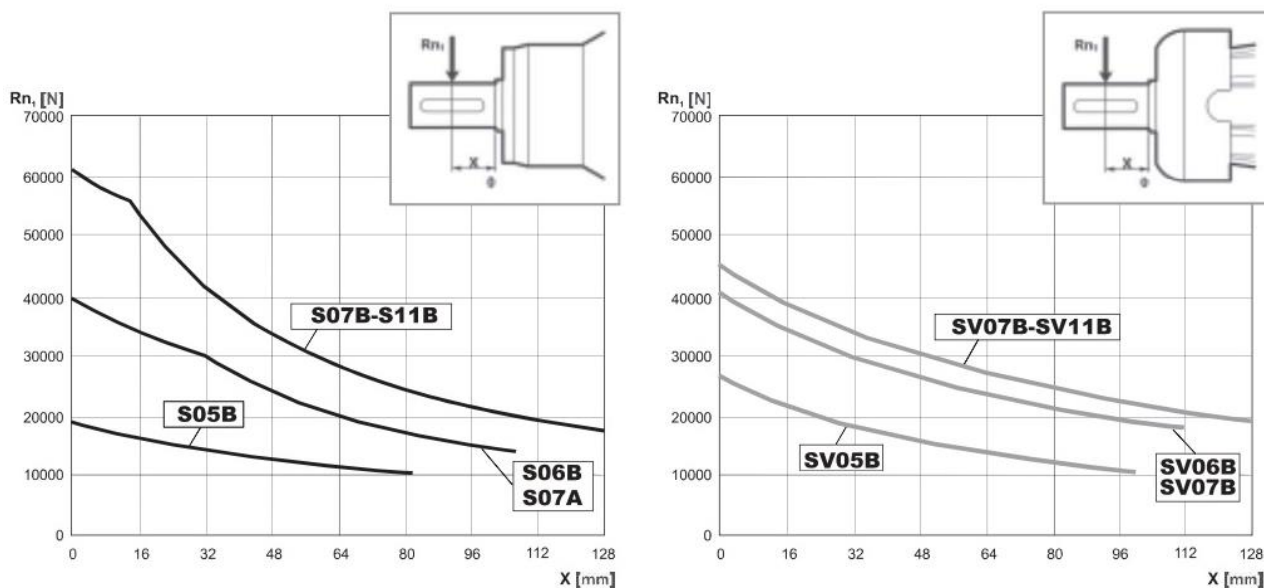 Rn₁ [N]
70000
60000
50000
40000
30000
20000
10000
0
0 16 32 48 64 80 96 112 128
X [mm]
Rn₁
X
0
S07B-S11B
S05B
S06B
S07A
Rn₁ [N]
70000
60000
50000
40000
30000
20000
10000
0
0 16 32 48 64 80 96 112 128
X [mm]
Rn₁
X
0
SV07B-SV11B
SV05B
SV06B
SV07B